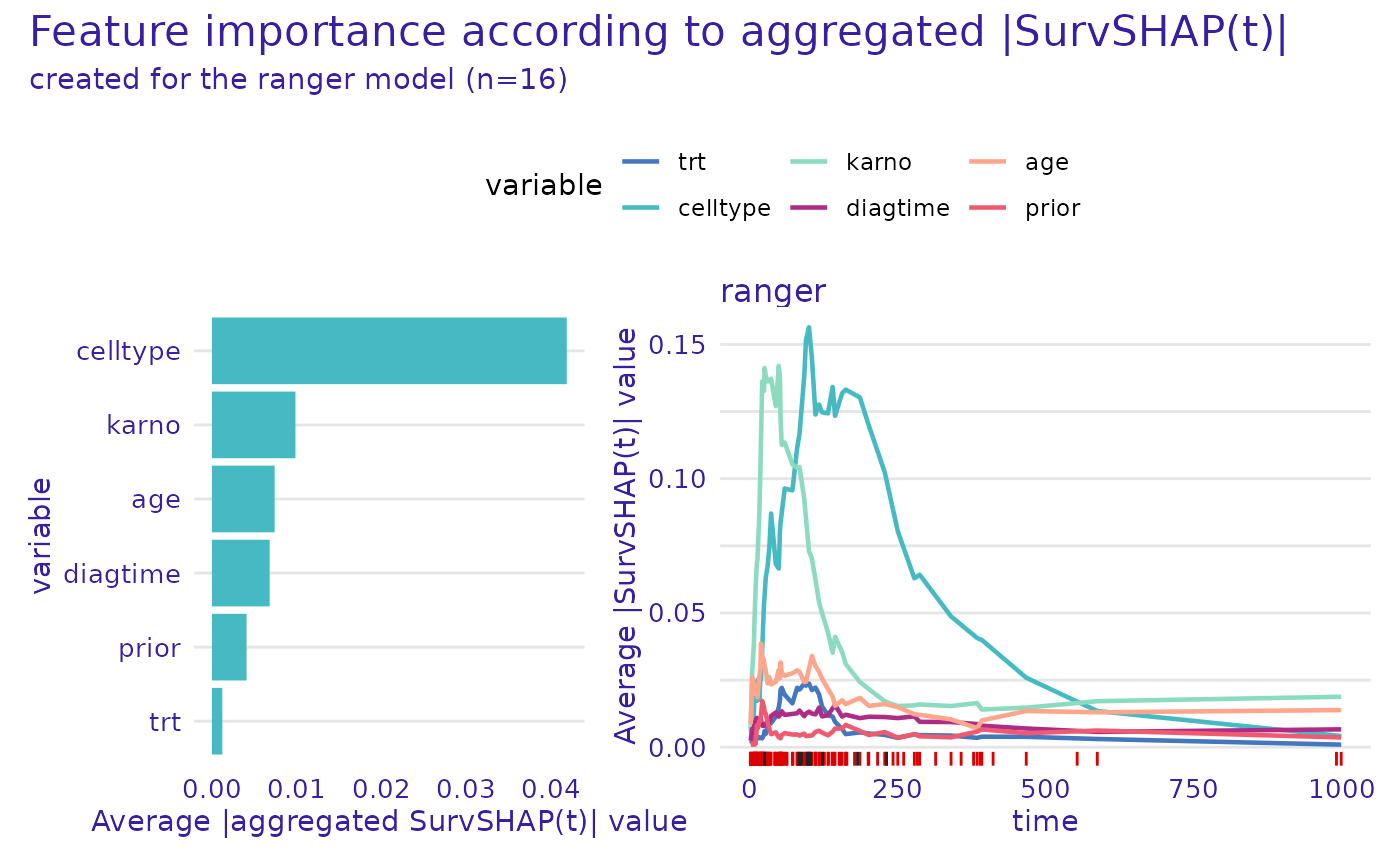 Feature importance according to aggregated |SurvSHAP(t)|
created for the ranger model (n=16)
variable
trt
karno
age
celltype
diagtime
prior
variable
celltype
karno
age
diagtime
prior
trt
0.00 0.01 0.02 0.03 0.04
Average |aggregated SurvSHAP(t)| value
ranger
Average |SurvSHAP(t)| value
0.15
0.10
0.05
0.00
0 250 500 750 1000
time